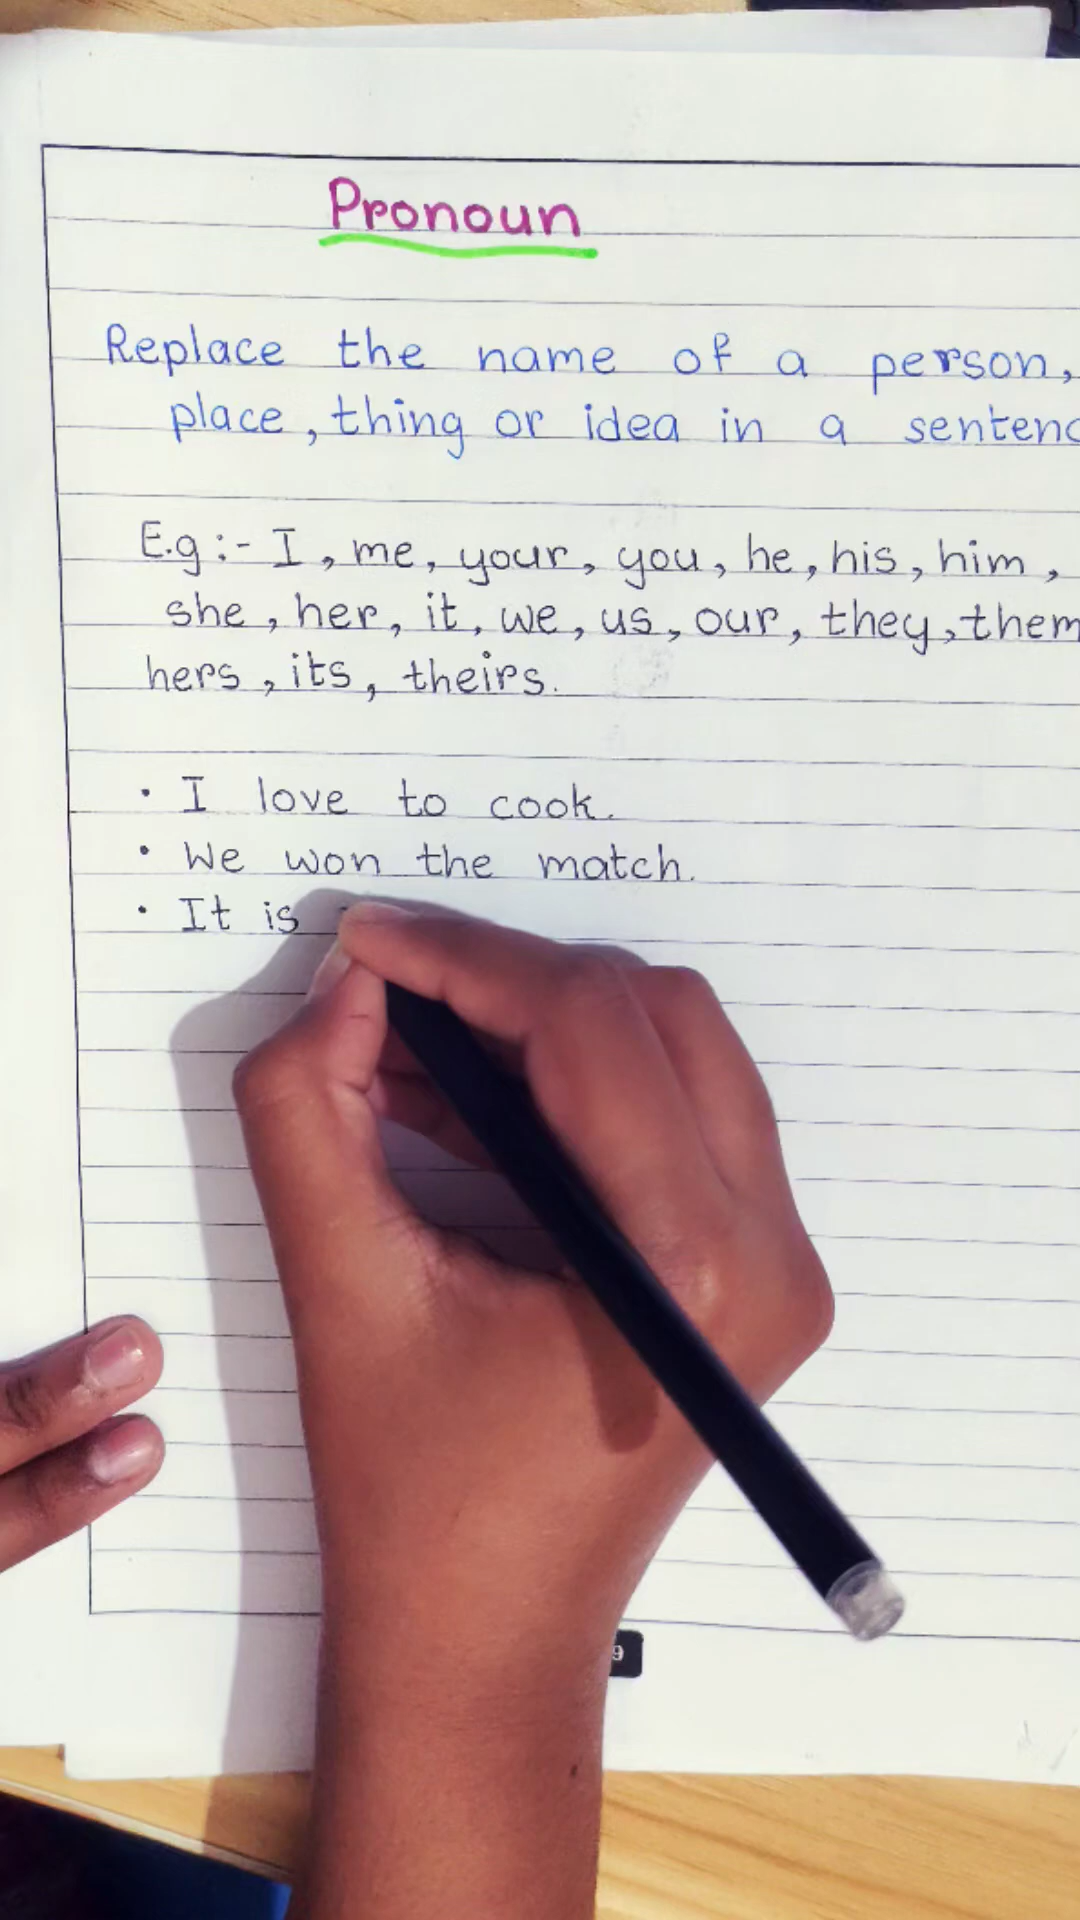 Pronoun
Replace the name of a person,
place, thing or idea in a
E.g :- I, me, your, you, he, his, him,
she, her, it, we, us, our, they, them
hers, its, theirs.
• I love to cook.
• We won the match.
• It is
9